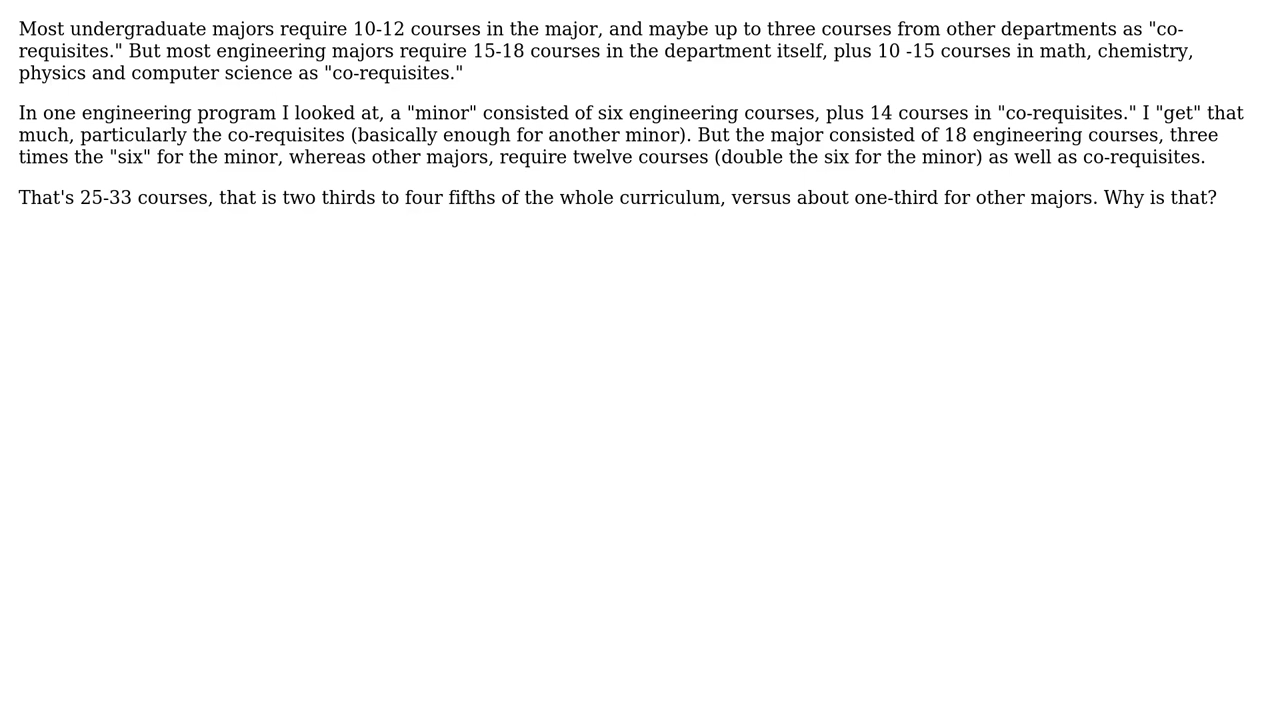 Most undergraduate majors require 10-12 courses in the major, and maybe up to three courses from other departments as "co-
requisites." But most engineering majors require 15-18 courses in the department itself, plus 10 -15 courses in math, chemistry,
physics and computer science as "co-requisites."
In one engineering program I looked at, a "minor" consisted of six engineering courses, plus 14 courses in "co-requisites." I "get" that
much, particularly the co-requisites (basically enough for another minor). But the major consisted of 18 engineering courses, three
times the "six" for the minor, whereas other majors, require twelve courses (double the six for the minor) as well as co-requisites.
That's 25-33 courses, that is two thirds to four fifths of the whole curriculum, versus about one-third for other majors. Why is that?